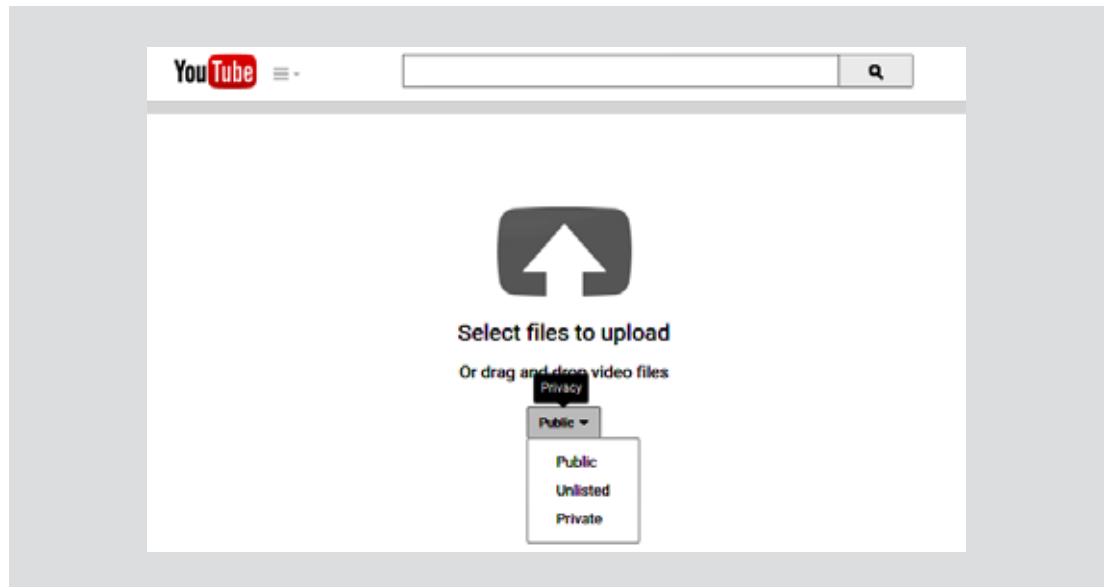 YouTube
Select files to upload
Or drag and drop video files
Privacy
Public
Public
Unlisted
Private